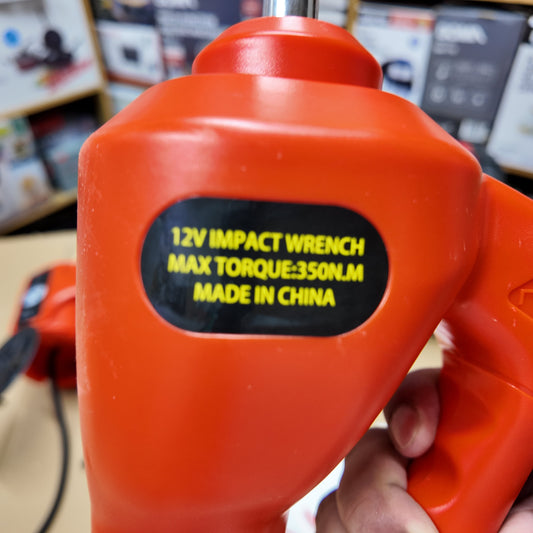 12V IMPACT WRENCH
MAX TORQUE:350N.M
MADE IN CHINA